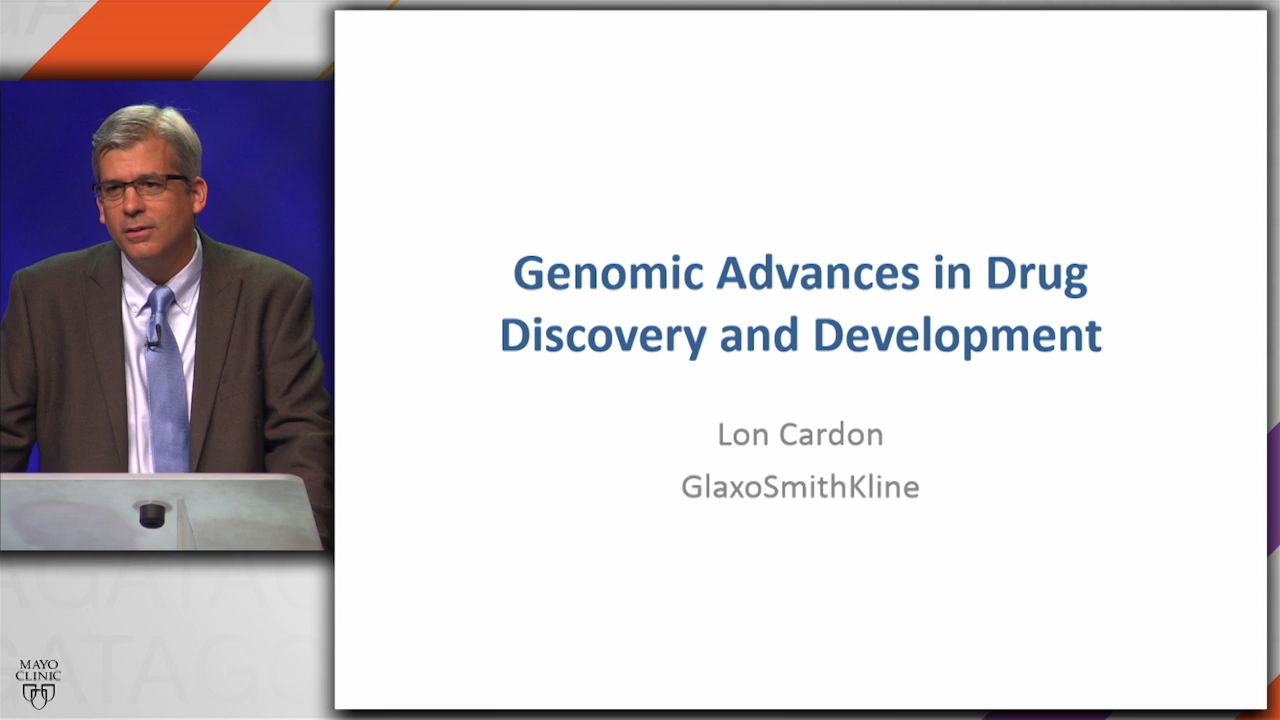 Genomic Advances in Drug
Discovery and Development
Lon Cardon
GlaxoSmithKline
MAYO
CLINIC